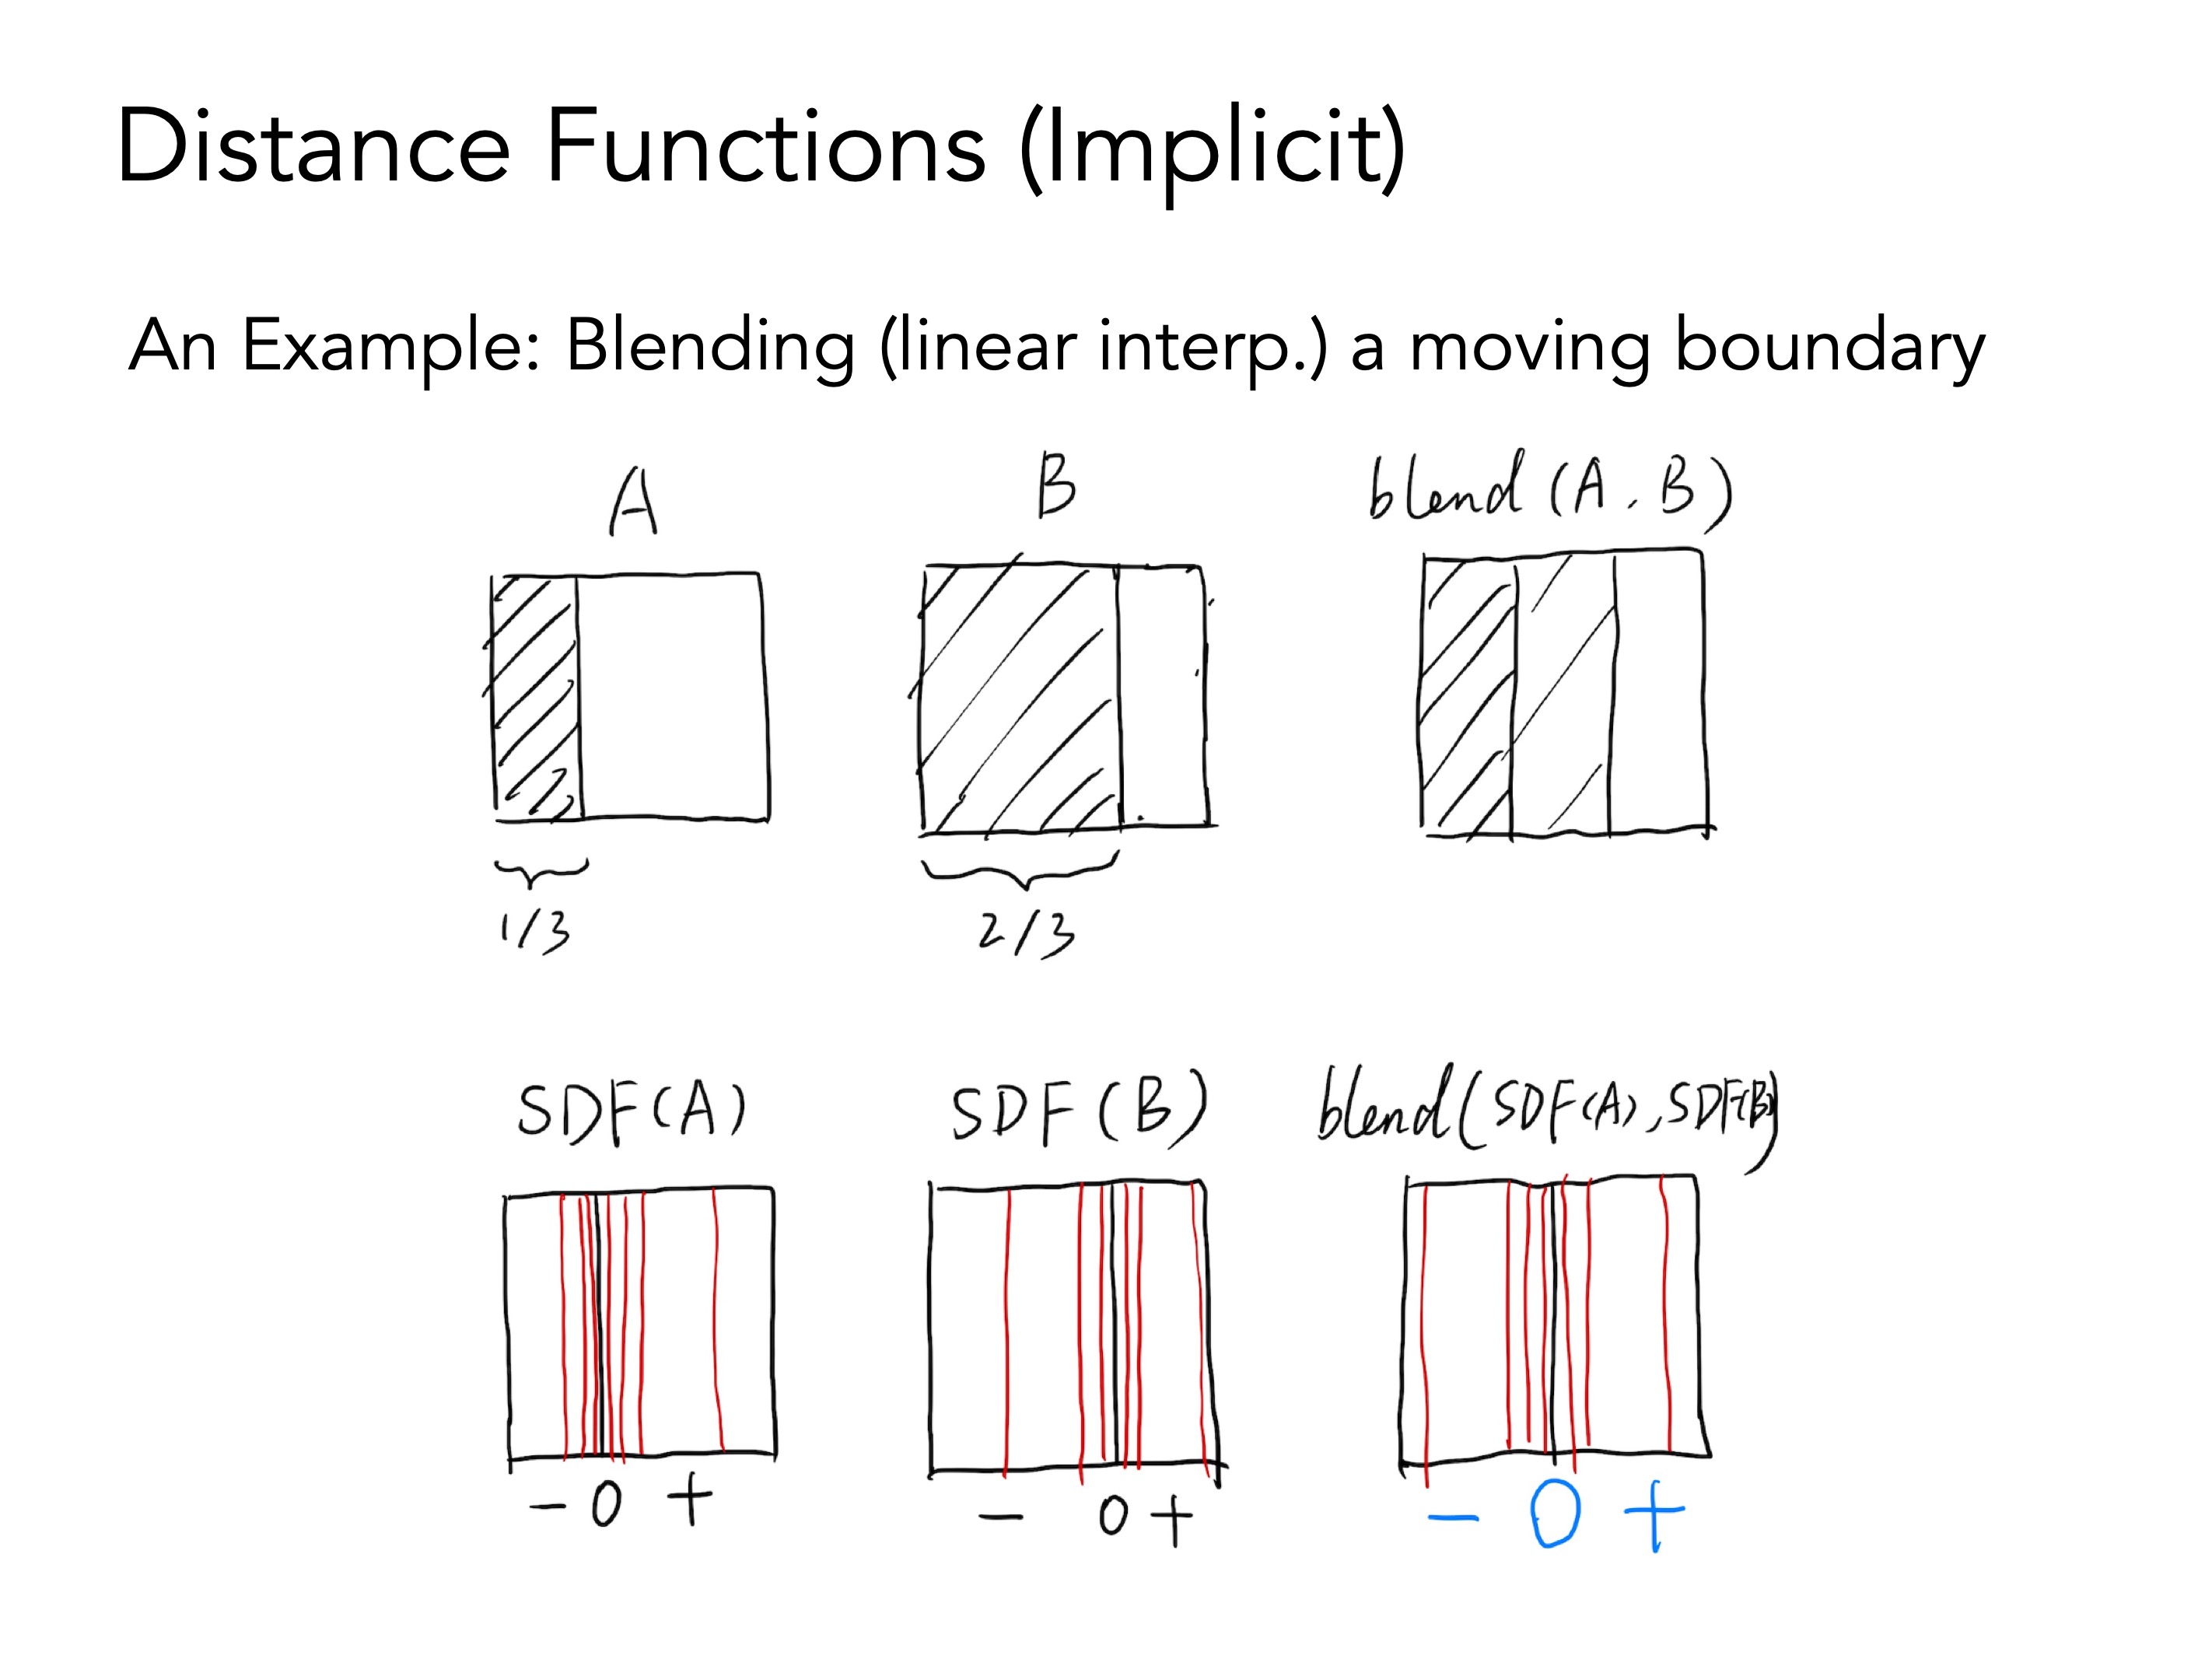 Distance Functions (Implicit)
An Example: Blending (linear interp.) a moving boundary
A B blend(A,B)
1/3 2/3
SDF(A) SDF(B) blend(SDF(A),SDF(B))
- 0 + - 0 + - 0 +